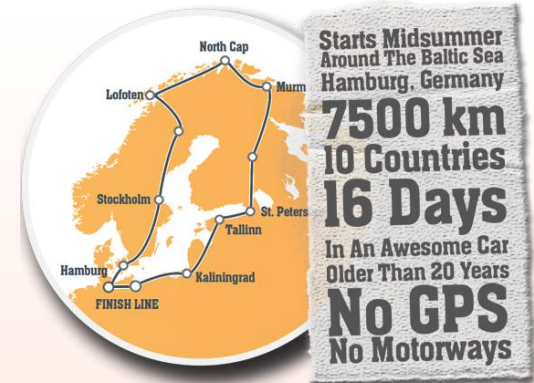 North Cap
Lofoten
Murm
Stockholm
St. Peters
Tallinn
Hamburg
Kaliningrad
FINISH LINE
Starts Midsummer
Around The Baltic Sea
Hamburg, Germany
7500 km
10 Countries
16 Days
In An Awesome Car
Older Than 20 Years
No GPS
No Motorways